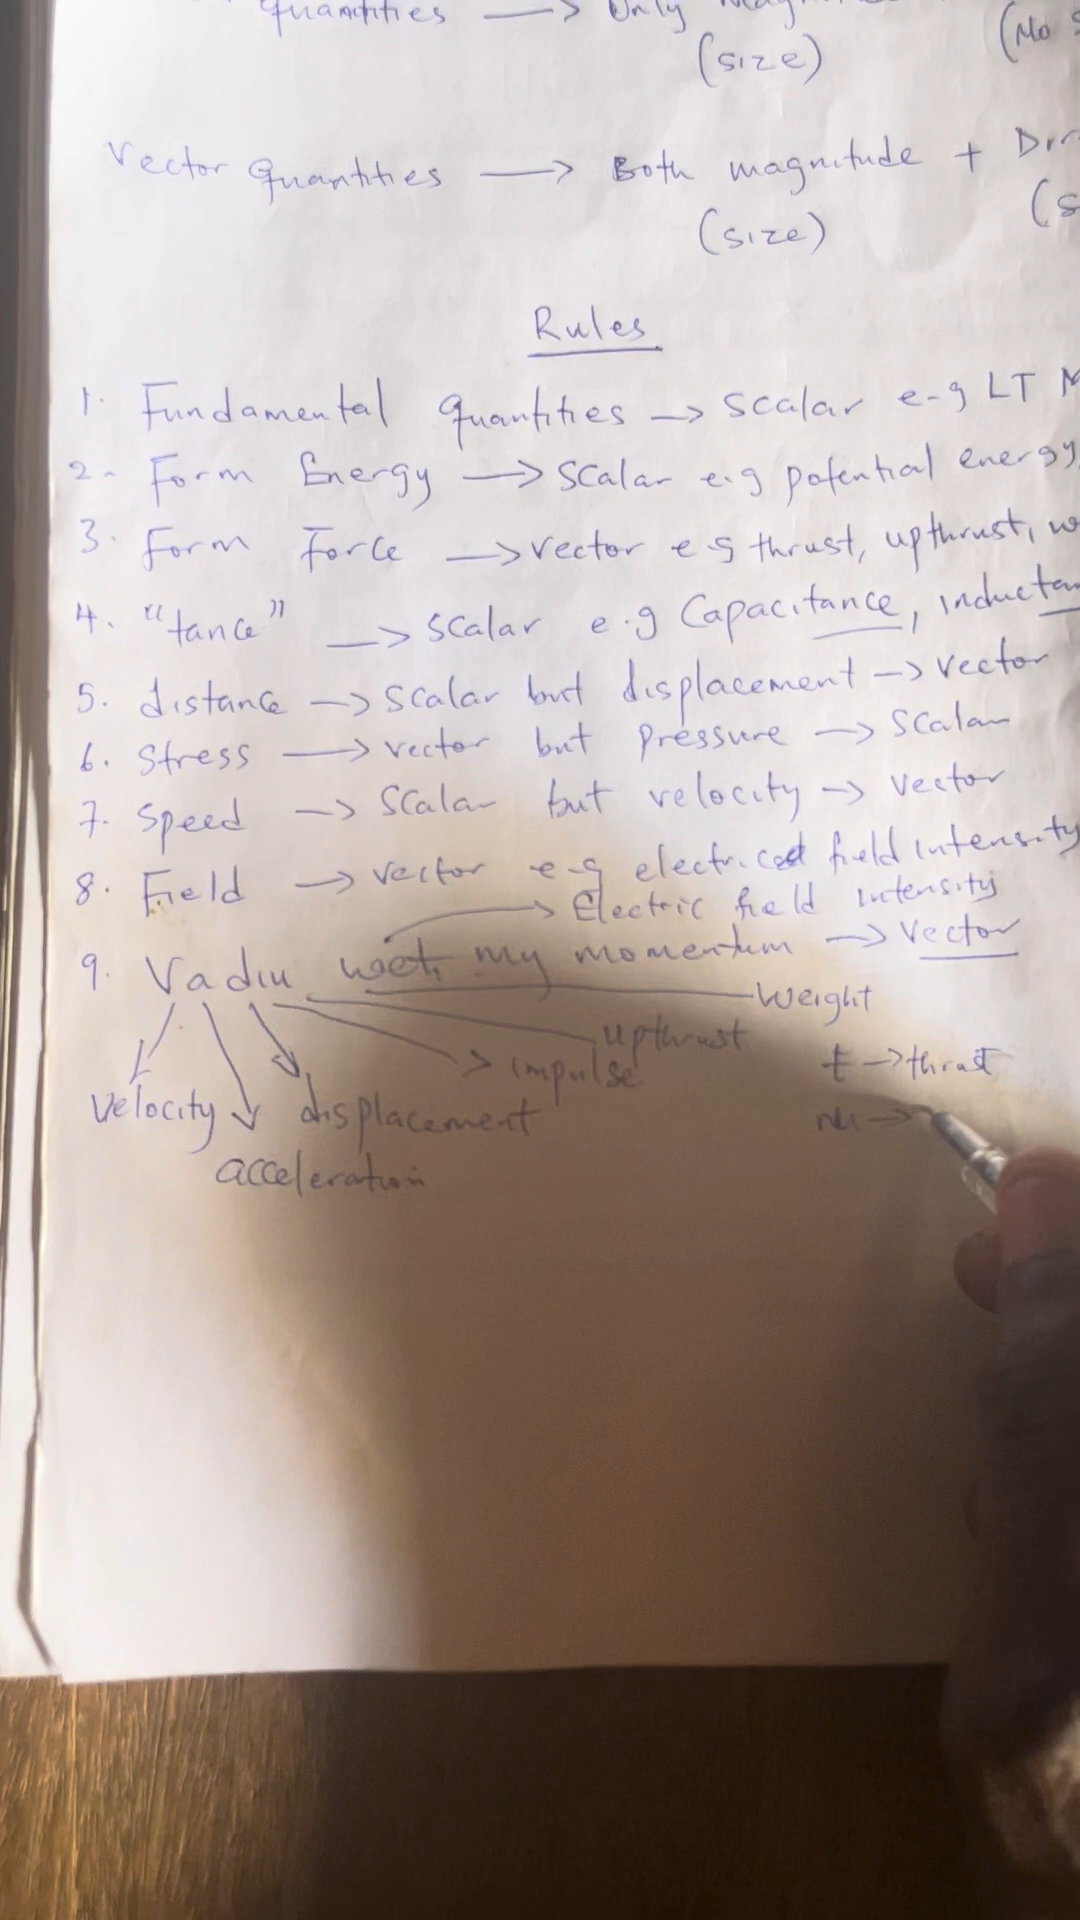 quantities → Only
(size) (No
Vector quantities → Both magnitude +
(size) (
Rules
1. Fundamental quantities → scalar e-g LT
2- Form Energy → Scalar e.g potential energy,
3. Form Force → vector e g thrust, upthrust,
4. "tance" → scalar e.g Capacitance,
5. distance → scalar but displacement → vector
6. Stress → vector but pressure → scalar
7. Speed → Scalar but velocity → vector
8. Field → vector e-g electrical field intensity
→ Electric field intensity
9. Vadiu wet my momentum → vector
Weight
upthrust
> impulse t → thrust
velocity displacement m →
acceleration